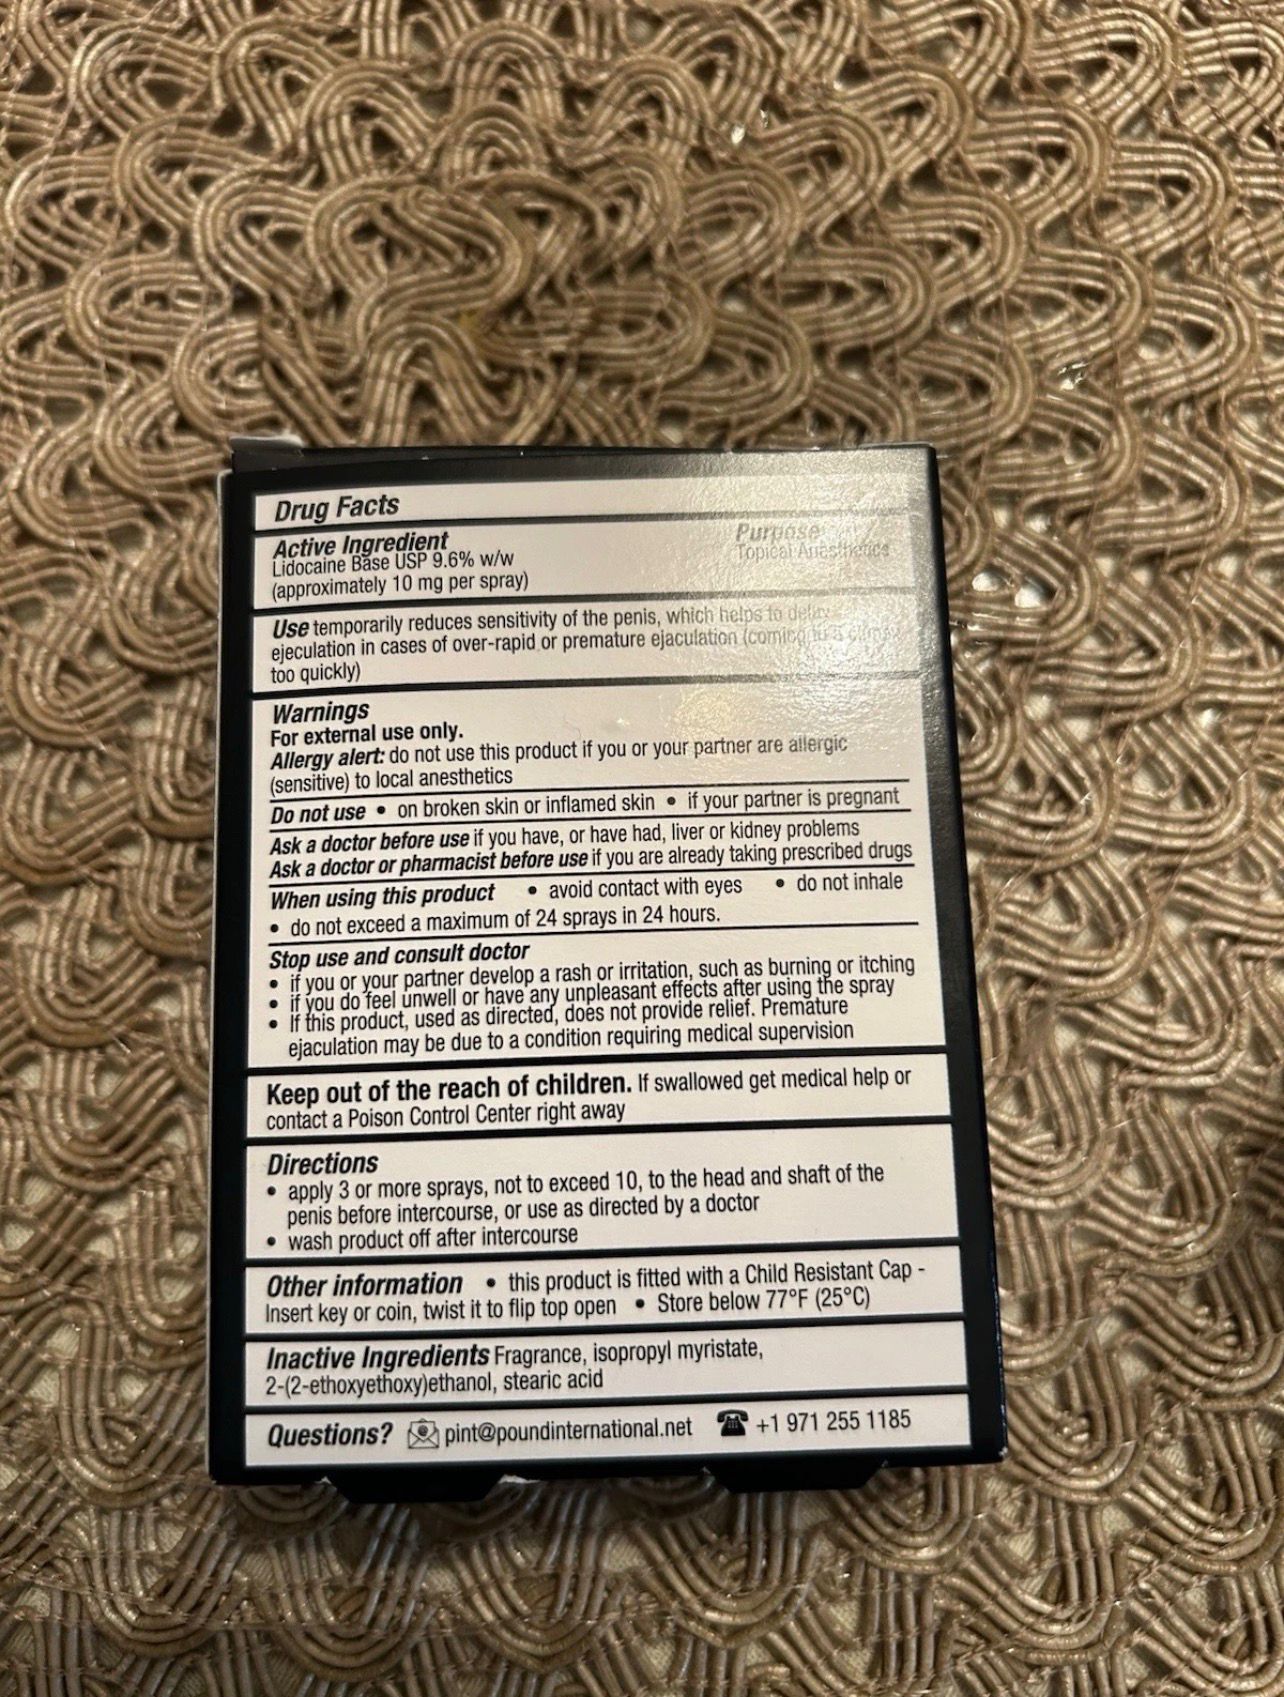 Drug Facts
Active Ingredient Purpose
Lidocaine Base USP 9.6% w/w Topical Anesthetics
(approximately 10 mg per spray)
Use temporarily reduces sensitivity of the penis, which helps to delay
ejeculation in cases of over-rapid or premature ejaculation (coming to a climax
too quickly)
Warnings
For external use only.
Allergy alert: do not use this product if you or your partner are allergic
(sensitive) to local anesthetics
Do not use • on broken skin or inflamed skin • if your partner is pregnant
Ask a doctor before use if you have, or have had, liver or kidney problems
Ask a doctor or pharmacist before use if you are already taking prescribed drugs
When using this product • avoid contact with eyes • do not inhale
• do not exceed a maximum of 24 sprays in 24 hours.
Stop use and consult doctor
• if you or your partner develop a rash or irritation, such as burning or itching
• if you do feel unwell or have any unpleasant effects after using the spray
• If this product, used as directed, does not provide relief. Premature
ejaculation may be due to a condition requiring medical supervision
Keep out of the reach of children. If swallowed get medical help or
contact a Poison Control Center right away
Directions
• apply 3 or more sprays, not to exceed 10, to the head and shaft of the
penis before intercourse, or use as directed by a doctor
• wash product off after intercourse
Other information • this product is fitted with a Child Resistant Cap -
Insert key or coin, twist it to flip top open • Store below 77°F (25°C)
Inactive Ingredients Fragrance, isopropyl myristate,
2-(2-ethoxyethoxy)ethanol, stearic acid
Questions? pint@poundinternational.net +1 971 255 1185